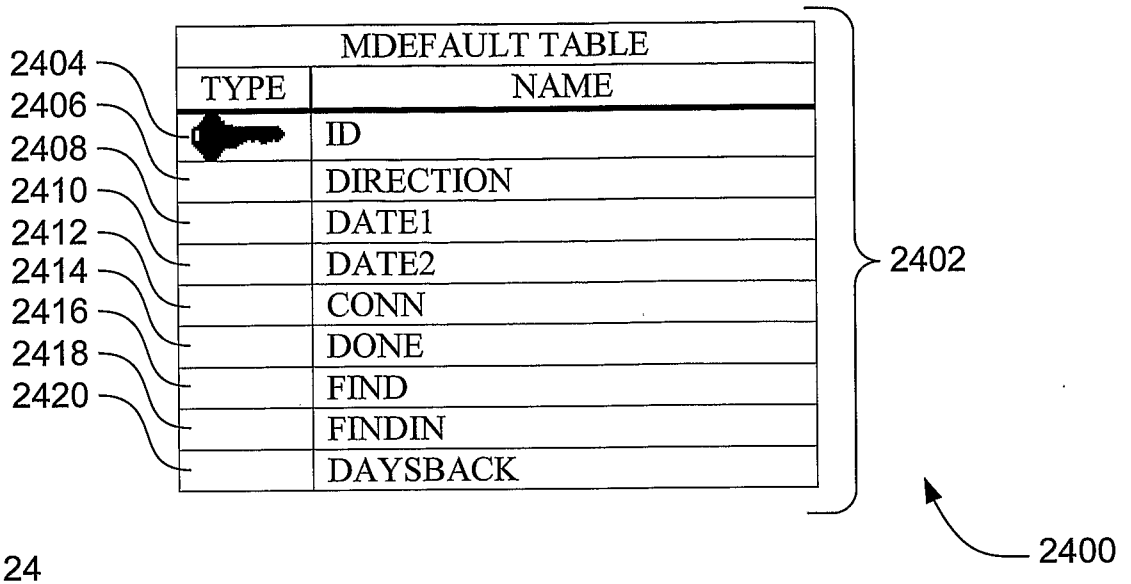 MDEFAULT TABLE
TYPE NAME
2404 ID
2406 DIRECTION
2408 DATE1
2410 DATE2
2412 CONN
2414 DONE
2416 FIND
2418 FINDIN
2420 DAYSBACK
2402
2400
24